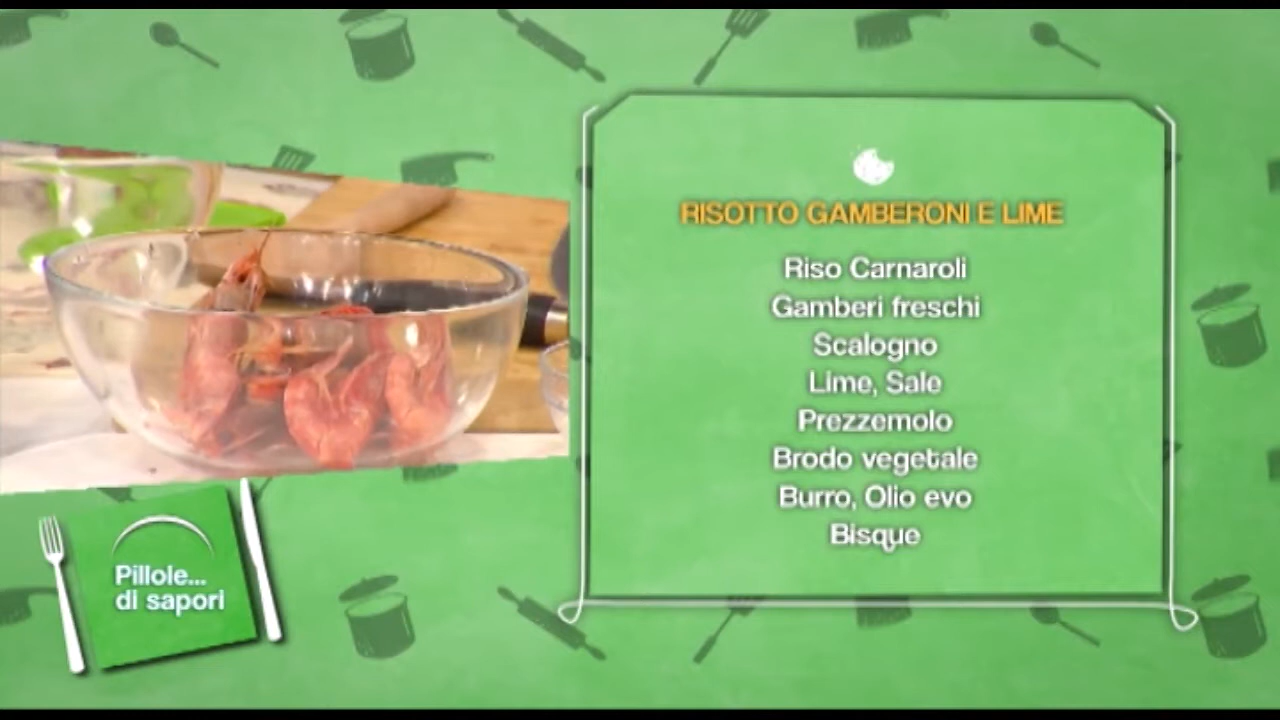 RISOTTO GAMBERONI E LIME
Riso Carnaroli
Gamberi freschi
Scalogno
Lime, Sale
Prezzemolo
Brodo vegetale
Burro, Olio evo
Bisque
Pillole...
di sapori